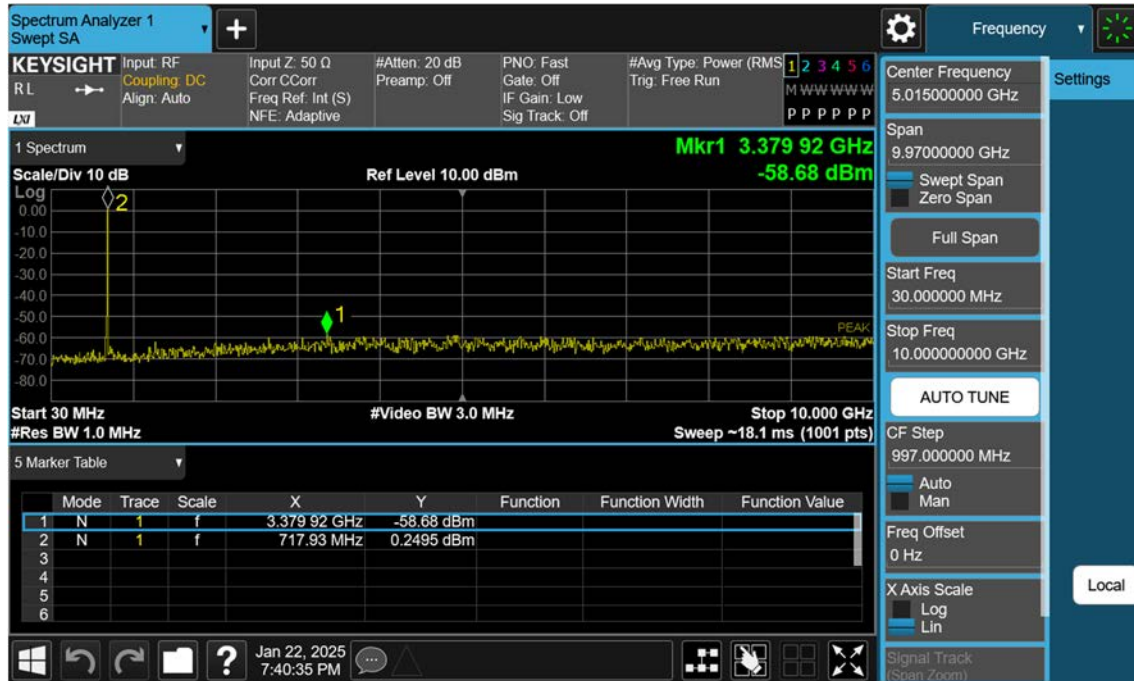 Spectrum Analyzer 1
Swept SA
+
Frequency
KEYSIGHT
R L
LXI
Input: RF
Coupling: DC
Align: Auto
Input Z: 50 Ω
Corr CCorr
Freq Ref: Int (S)
NFE: Adaptive
#Atten: 20 dB
Preamp: Off
PNO: Fast
Gate: Off
IF Gain: Low
Sig Track: Off
#Avg Type: Power (RMS
Trig: Free Run
1 2 3 4 5 6
M W W W W W
P P P P P P
1 Spectrum
Mkr1 3.379 92 GHz
-58.68 dBm
Scale/Div 10 dB
Ref Level 10.00 dBm
Log
0.00
-10.0
-20.0
-30.0
-40.0
-50.0
-60.0
-70.0
-80.0
2
1
PEAK
Start 30 MHz
#Video BW 3.0 MHz
Stop 10.000 GHz
#Res BW 1.0 MHz
Sweep ~18.1 ms (1001 pts)
5 Marker Table
Mode Trace Scale X Y Function Function Width Function Value
1 N 1 f 3.379 92 GHz -58.68 dBm
2 N 1 f 717.93 MHz 0.2495 dBm
3
4
5
6
?
Jan 22, 2025
7:40:35 PM
Center Frequency
5.015000000 GHz
Settings
Span
9.97000000 GHz
Swept Span
Zero Span
Full Span
Start Freq
30.000000 MHz
Stop Freq
10.000000000 GHz
AUTO TUNE
CF Step
997.000000 MHz
Auto
Man
Freq Offset
0 Hz
X Axis Scale
Log
Lin
Local
Signal Track
(Span Zoom)